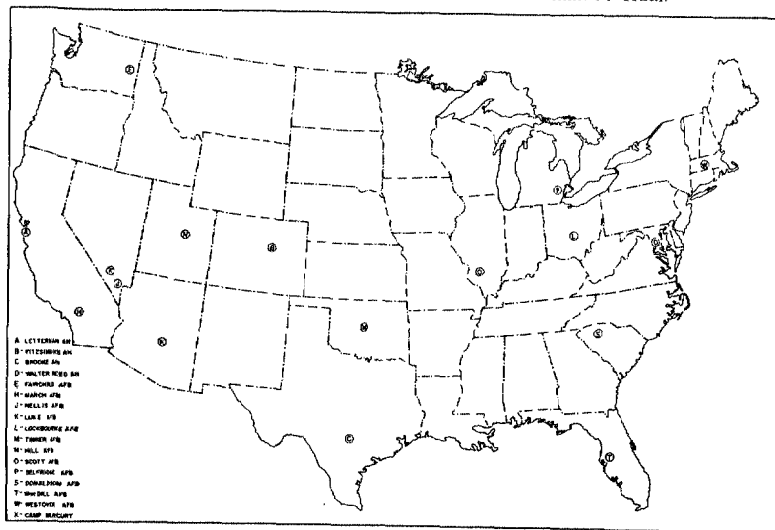 A LETTERMAN AH
B - FITZSIMONS AH
C BROOKE AH
D - WALTER REED AH
E FAIRCHILD AFB
H - MARCH AFB
J - NELLIS AFB
K - LUKE AFB
L - LOCKBOURNE AFB
M - TINKER AFB
N - HILL AFB
O - SCOTT AFB
P - SELFRIDGE AFB
S - DONALDSON AFB
T - MacDILL AFB
W - WESTOVER AFB
X - CAMP MERCURY